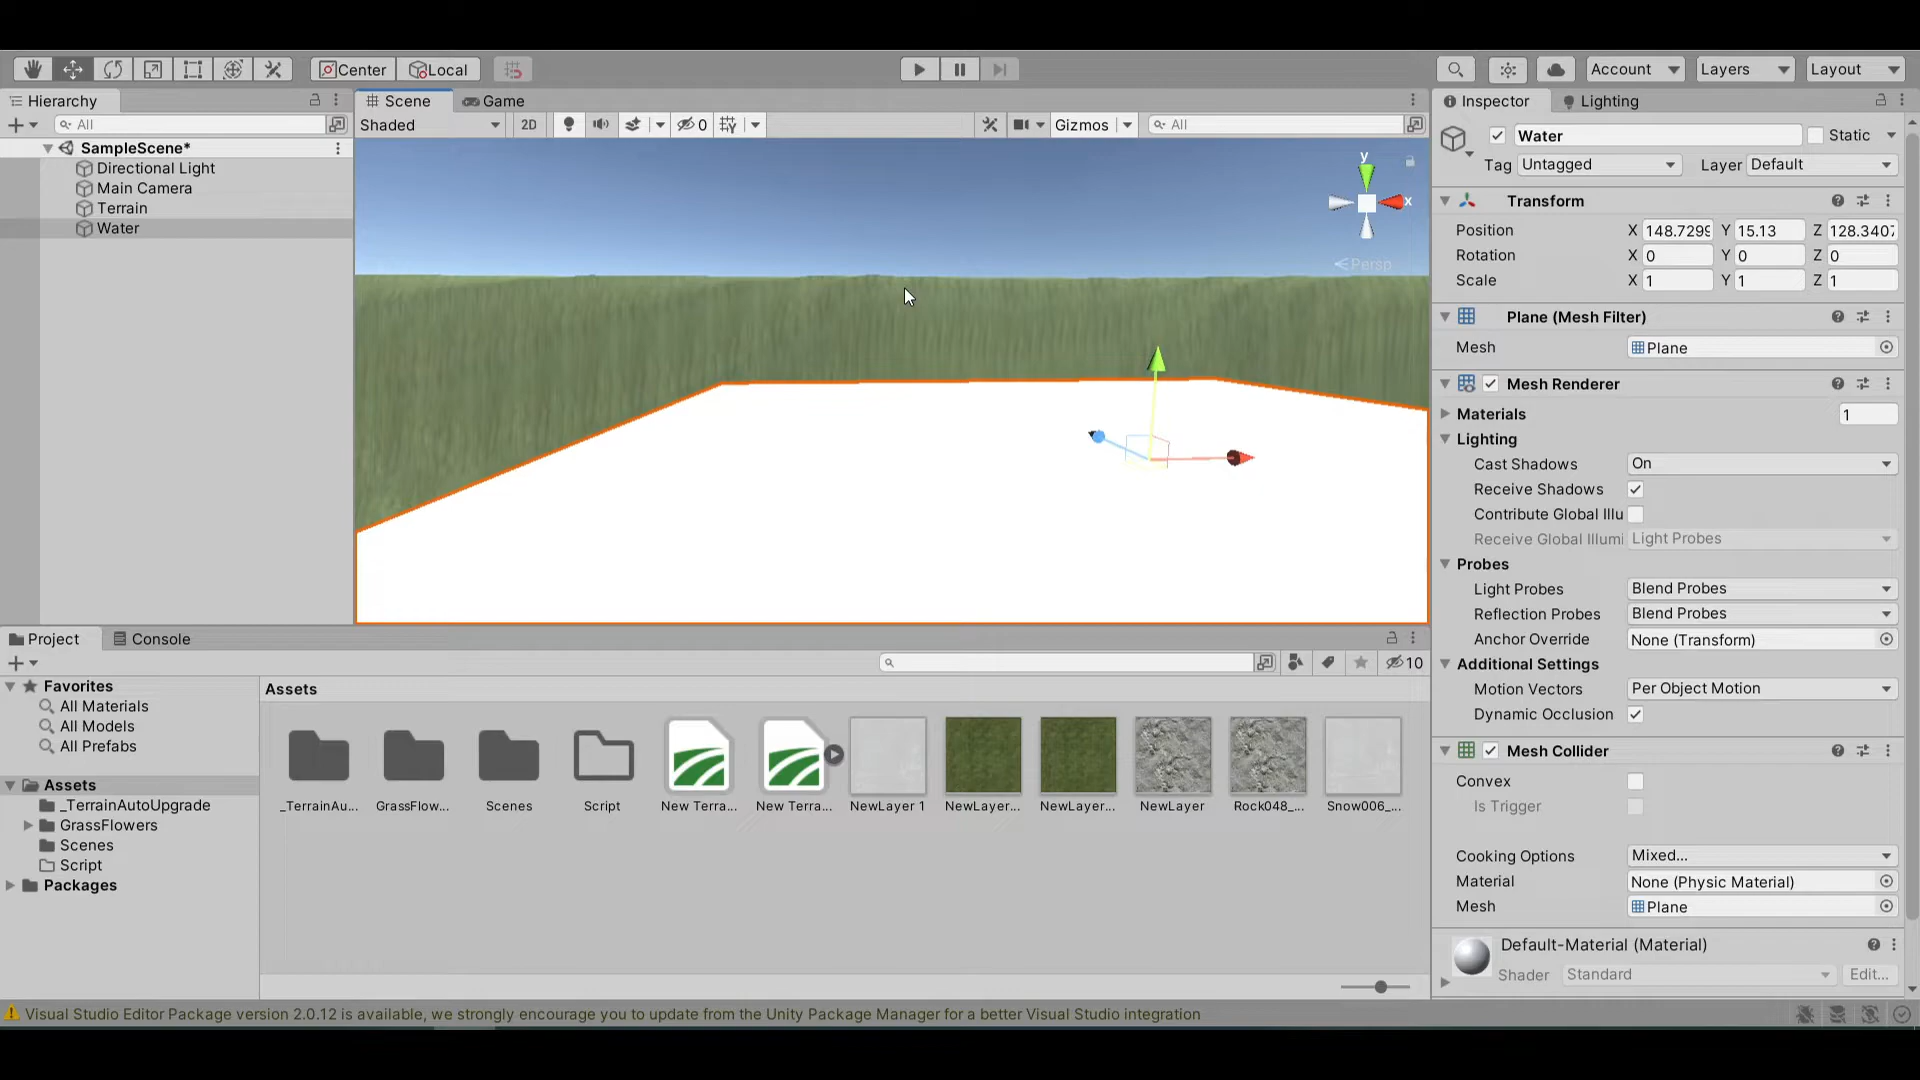 Center
Local
Account
Layers
Layout
Hierarchy
All
SampleScene*
Directional Light
Main Camera
Terrain
Water
Scene
Game
Shaded
2D
0
Gizmos
All
y
x
Persp
Inspector
Lighting
Water
Static
Tag Untagged
Layer Default
Transform
Position X 148.7299 Y 15.13 Z 128.3407
Rotation X 0 Y 0 Z 0
Scale X 1 Y 1 Z 1
Plane (Mesh Filter)
Mesh Plane
Mesh Renderer
Materials 1
Lighting
Cast Shadows On
Receive Shadows
Contribute Global Illu
Receive Global Illumi Light Probes
Probes
Light Probes Blend Probes
Reflection Probes Blend Probes
Anchor Override None (Transform)
Additional Settings
Motion Vectors Per Object Motion
Dynamic Occlusion
Mesh Collider
Convex
Is Trigger
Cooking Options Mixed...
Material None (Physic Material)
Mesh Plane
Default-Material (Material)
Shader Standard Edit...
Project
Console
10
Favorites
All Materials
All Models
All Prefabs
Assets
_TerrainAutoUpgrade
GrassFlowers
Scenes
Script
Packages
Assets
_TerrainAu...
GrassFlow...
Scenes
Script
New Terra...
New Terra...
NewLayer 1
NewLayer...
NewLayer...
NewLayer
Rock048_...
Snow006_...
Visual Studio Editor Package version 2.0.12 is available, we strongly encourage you to update from the Unity Package Manager for a better Visual Studio integration